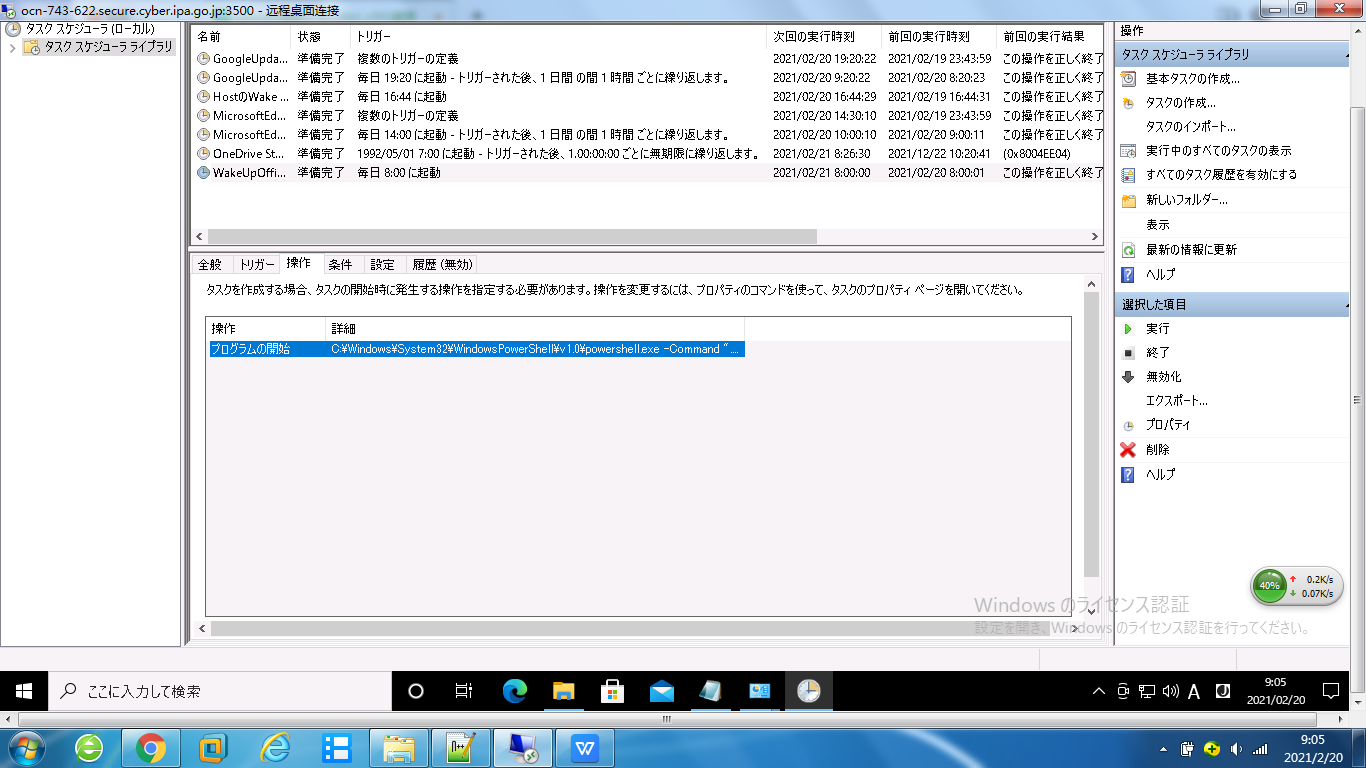 ocn-743-622.secure.cyber.ipa.go.jp:3500 - 远程桌面连接
タスク スケジューラ (ローカル)
タスク スケジューラ ライブラリ
名前 状態 トリガー 次回の実行時刻 前回の実行時刻 前回の実行結果
GoogleUpda... 準備完了 複数のトリガーの定義 2021/02/20 19:20:22 2021/02/19 23:43:59 この操作を正しく終了
GoogleUpda... 準備完了 毎日 19:20 に起動 - トリガーされた後、1 日間 の間 1 時間 ごとに繰り返します。 2021/02/20 9:20:22 2021/02/20 8:20:23 この操作を正しく終了
HostのWake ... 準備完了 毎日 16:44 に起動 2021/02/20 16:44:29 2021/02/19 16:44:31 この操作を正しく終了
MicrosoftEd... 準備完了 複数のトリガーの定義 2021/02/20 14:30:10 2021/02/19 23:43:59 この操作を正しく終了
MicrosoftEd... 準備完了 毎日 14:00 に起動 - トリガーされた後、1 日間 の間 1 時間 ごとに繰り返します。 2021/02/20 10:00:10 2021/02/20 9:00:11 この操作を正しく終了
OneDrive St... 準備完了 1992/05/01 7:00 に起動 - トリガーされた後、1.00:00:00 ごとに無期限に繰り返します。 2021/02/21 8:26:30 2021/12/22 10:20:41 (0x8004EE04)
WakeUpOffi... 準備完了 毎日 8:00 に起動 2021/02/21 8:00:00 2021/02/20 8:00:01 この操作を正しく終了
全般 トリガー 操作 条件 設定 履歴 (無効)
タスクを作成する場合、タスクの開始時に発生する操作を指定する必要があります。操作を変更するには、プロパティのコマンドを使って、タスクのプロパティ ページを開いてください。
操作 詳細
プログラムの開始 C:¥Windows¥System32¥WindowsPowerShell¥v1.0¥powershell.exe -Command "....
操作
タスク スケジューラ ライブラリ
基本タスクの作成...
タスクの作成...
タスクのインポート...
実行中のすべてのタスクの表示
すべてのタスク履歴を有効にする
新しいフォルダー...
表示
最新の情報に更新
ヘルプ
選択した項目
実行
終了
無効化
エクスポート...
プロパティ
削除
ヘルプ
40% 0.2K/s
0.07K/s
Windows のライセンス認証
設定を開き、Windows のライセンス認証を行ってください。
ここに入力して検索
A
9:05
2021/02/20
9:05
2021/2/20